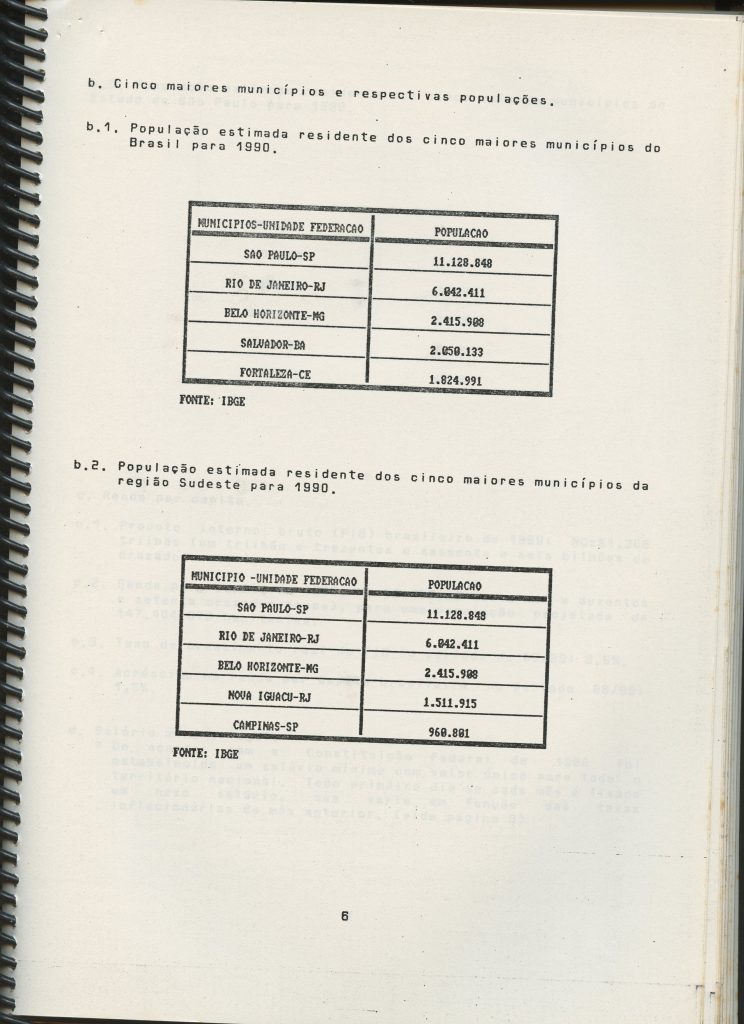 b. Cinco maiores municípios e respectivas populações.
b.1. População estimada residente dos cinco maiores municípios do
Brasil para 1990.
MUNICIPIOS-UNIDADE FEDERACAO POPULACAO
SAO PAULO-SP 11.128.848
RIO DE JANEIRO-RJ 6.042.411
BELO HORIZONTE-MG 2.415.908
SALVADOR-BA 2.050.133
FORTALEZA-CE 1.824.991
FONTE: IBGE
b.2. População estimada residente dos cinco maiores municípios da
região Sudeste para 1990.
MUNICIPIO -UNIDADE FEDERACAO POPULACAO
SAO PAULO-SP 11.128.848
RIO DE JANEIRO-RJ 6.042.411
BELO HORIZONTE-MG 2.415.908
NOVA IGUACU-RJ 1.511.915
CAMPINAS-SP 960.801
FONTE: IBGE
6